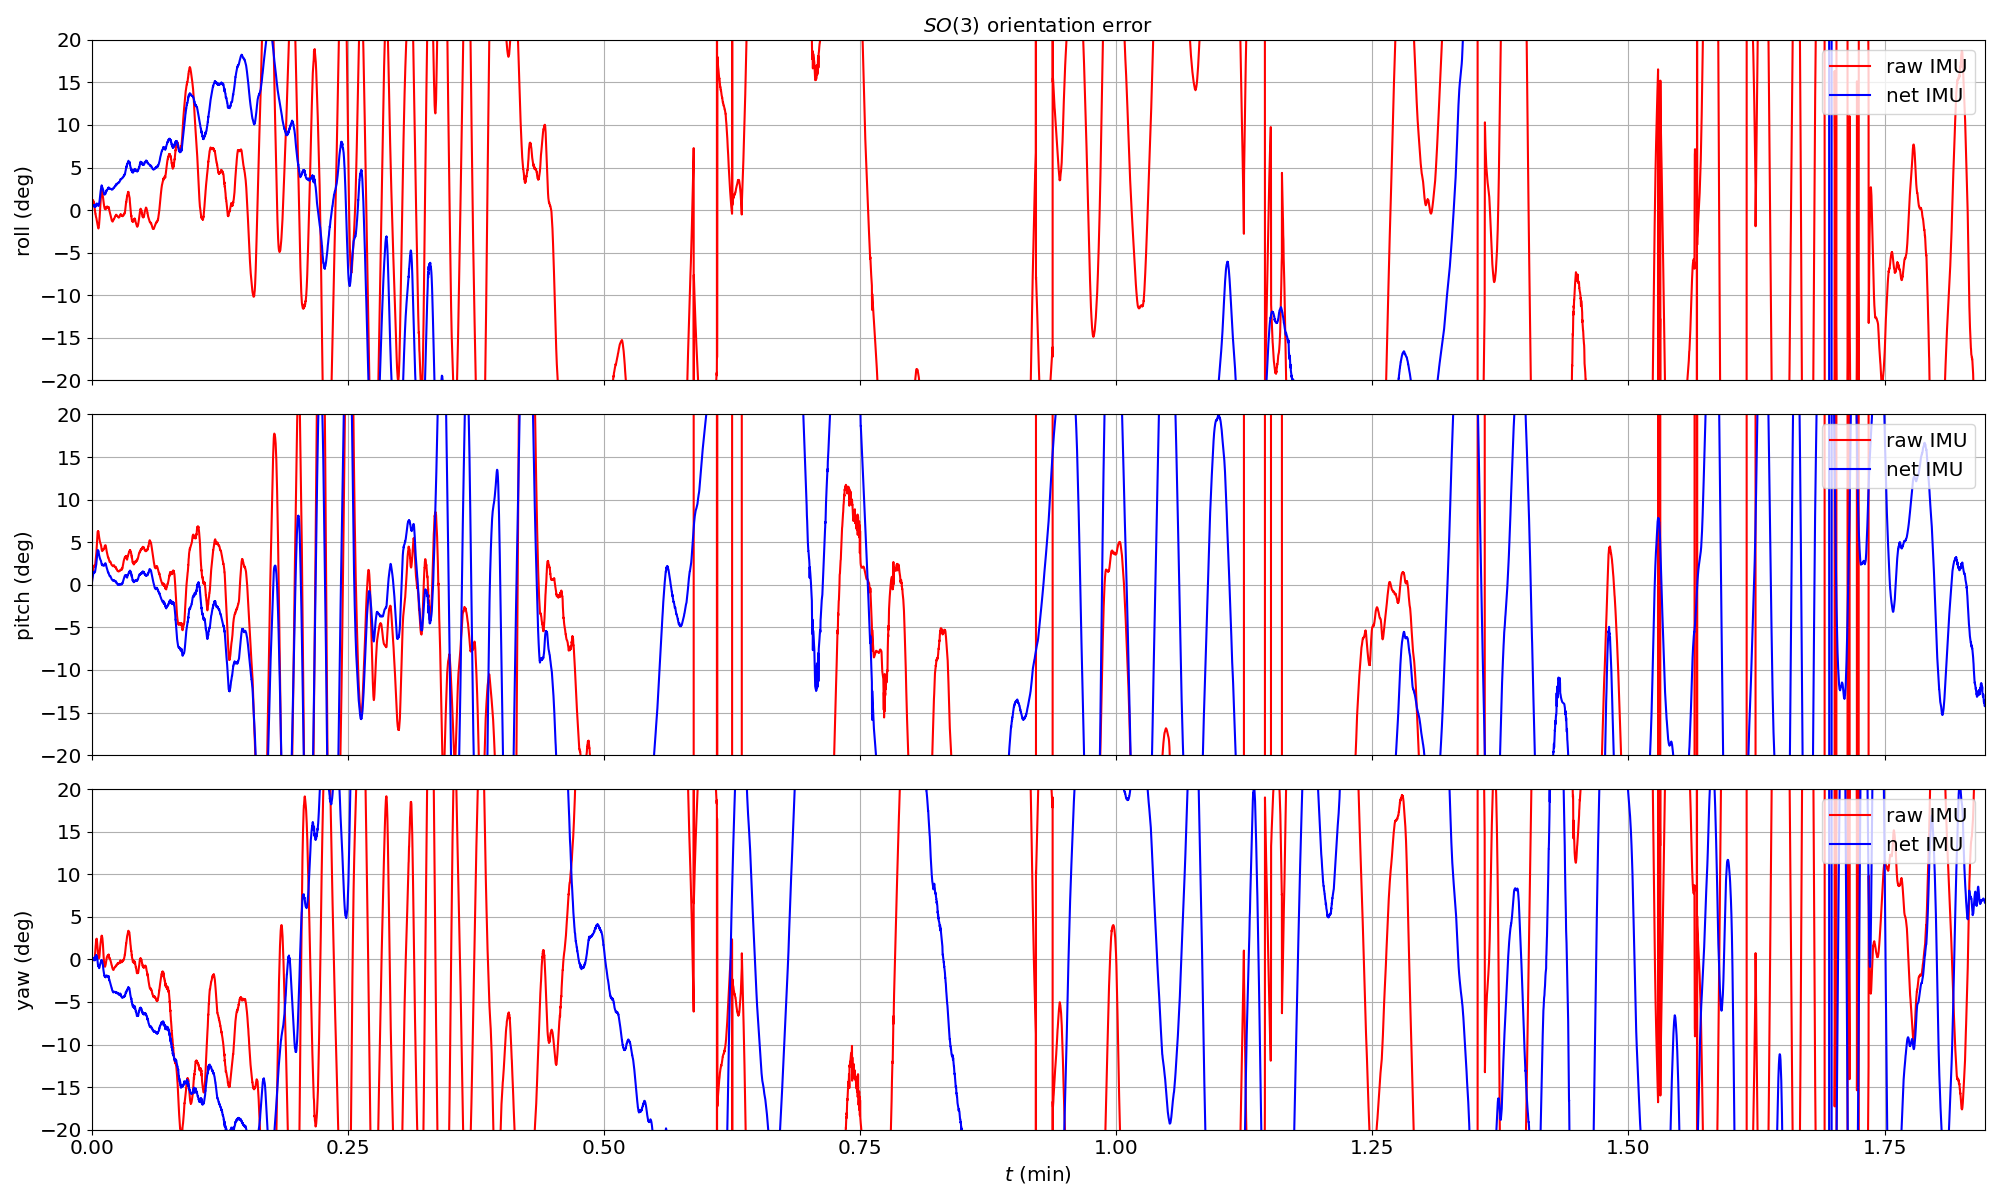 SO(3) orientation error
20
15
10
5
0
−5
−10
−15
−20
roll (deg)
raw IMU
net IMU
20
15
10
5
0
−5
−10
−15
−20
pitch (deg)
raw IMU
net IMU
20
15
10
5
0
−5
−10
−15
−20
yaw (deg)
raw IMU
net IMU
0.00 0.25 0.50 0.75 1.00 1.25 1.50 1.75
t (min)